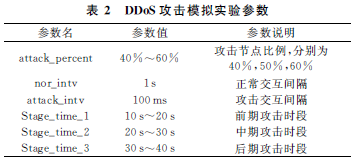 表 2 DDoS 攻击模拟实验参数
参数名 参数值 参数说明
attack_percent 40%~60% 攻击节点比例,分别为
40%,50%,60%
nor_intv 1 s 正常交互间隔
attack_intv 100 ms 攻击交互间隔
Stage_time_1 10 s~20 s 前期攻击时段
Stage_time_2 20 s~30 s 中期攻击时段
Stage_time_3 30 s~40 s 后期攻击时段